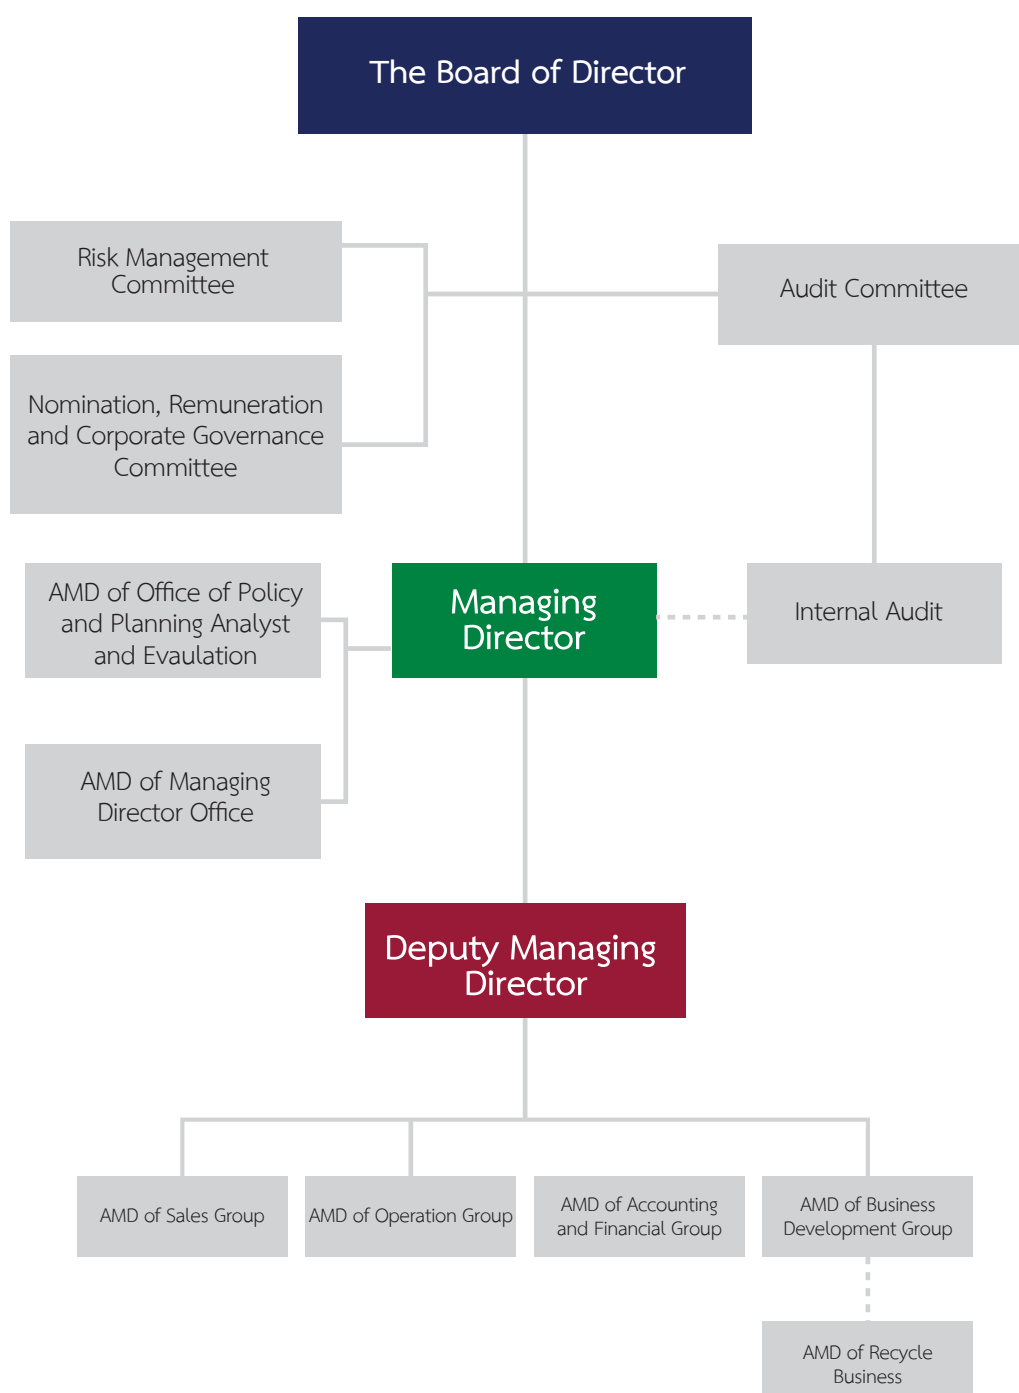 The Board of Director
Risk Management
Committee
Audit Committee
Nomination, Remuneration
and Corporate Governance
Committee
AMD of Office of Policy
and Planning Analyst
and Evaulation
Managing
Director
Internal Audit
AMD of Managing
Director Office
Deputy Managing
Director
AMD of Sales Group
AMD of Operation Group
AMD of Accounting
and Financial Group
AMD of Business
Development Group
AMD of Recycle
Business